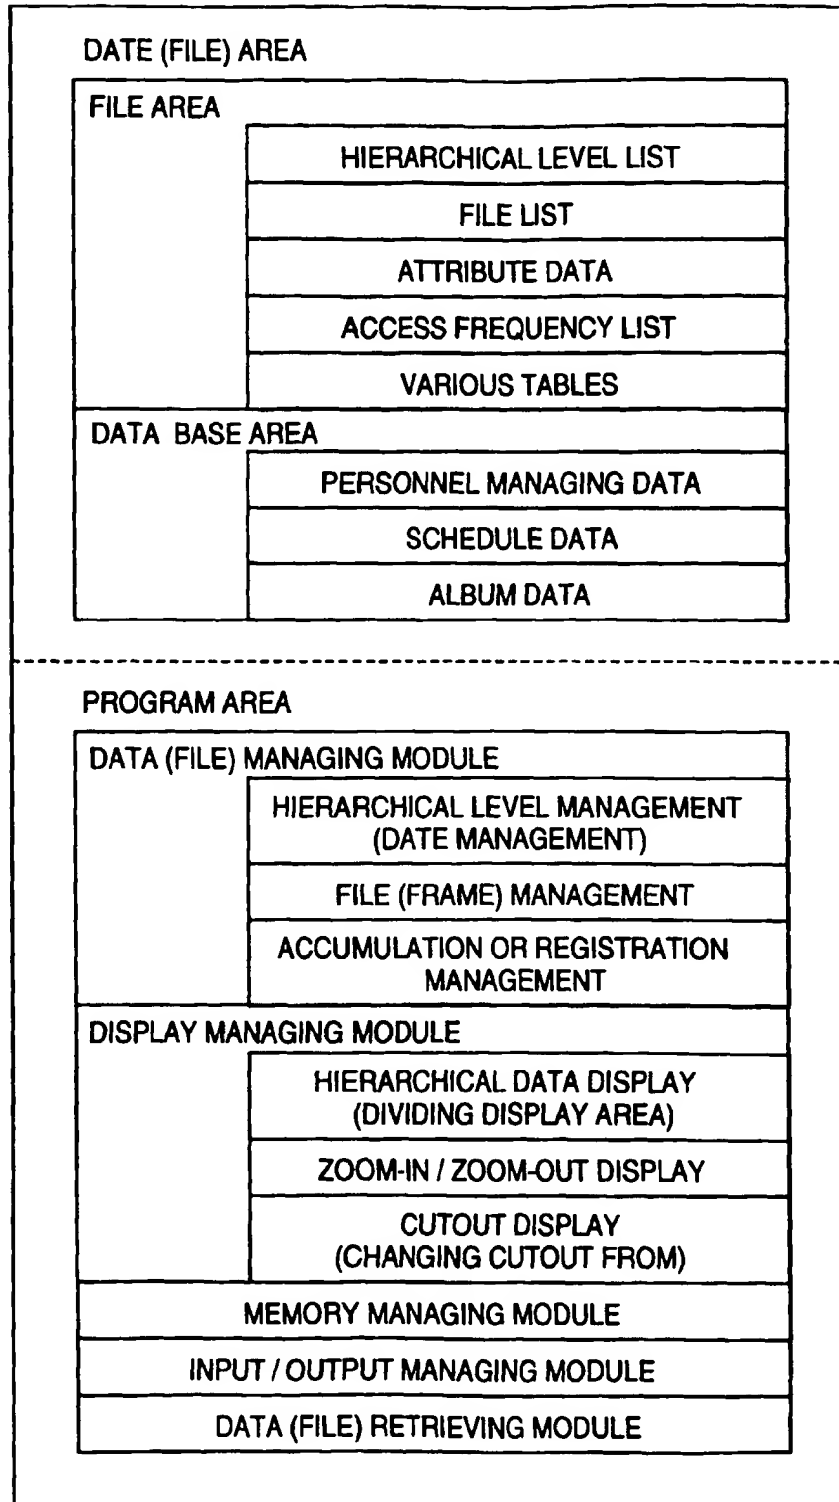 DATE (FILE) AREA
FILE AREA
HIERARCHICAL LEVEL LIST
FILE LIST
ATTRIBUTE DATA
ACCESS FREQUENCY LIST
VARIOUS TABLES
DATA BASE AREA
PERSONNEL MANAGING DATA
SCHEDULE DATA
ALBUM DATA
PROGRAM AREA
DATA (FILE) MANAGING MODULE
HIERARCHICAL LEVEL MANAGEMENT
(DATE MANAGEMENT)
FILE (FRAME) MANAGEMENT
ACCUMULATION OR REGISTRATION
MANAGEMENT
DISPLAY MANAGING MODULE
HIERARCHICAL DATA DISPLAY
(DIVIDING DISPLAY AREA)
ZOOM-IN / ZOOM-OUT DISPLAY
CUTOUT DISPLAY
(CHANGING CUTOUT FROM)
MEMORY MANAGING MODULE
INPUT / OUTPUT MANAGING MODULE
DATA (FILE) RETRIEVING MODULE